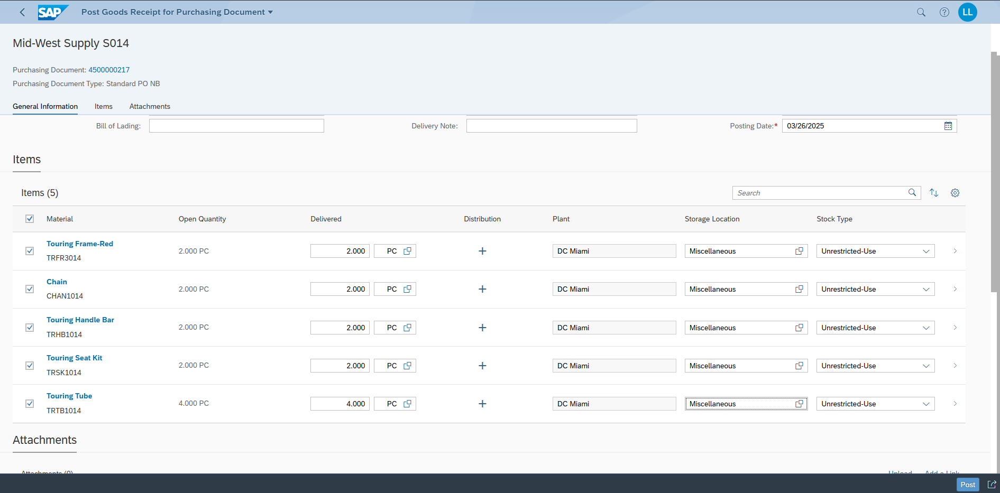 SAP Post Goods Receipt for Purchasing Document LL
Mid-West Supply S014
Purchasing Document: 4500000217
Purchasing Document Type: Standard PO NB
General Information Items Attachments
Bill of Lading: Delivery Note: Posting Date:* 03/26/2025
Items
Items (5) Search
Material Open Quantity Delivered Distribution Plant Storage Location Stock Type
Touring Frame-Red
TRFR3014 2.000 PC 2.000 PC DC Miami Miscellaneous Unrestricted-Use
Chain
CHAN1014 2.000 PC 2.000 PC DC Miami Miscellaneous Unrestricted-Use
Touring Handle Bar
TRHB1014 2.000 PC 2.000 PC DC Miami Miscellaneous Unrestricted-Use
Touring Seat Kit
TRSK1014 2.000 PC 2.000 PC DC Miami Miscellaneous Unrestricted-Use
Touring Tube
TRTB1014 4.000 PC 4.000 PC DC Miami Miscellaneous Unrestricted-Use
Attachments
Attachments (0) Upload Add a Link
Post